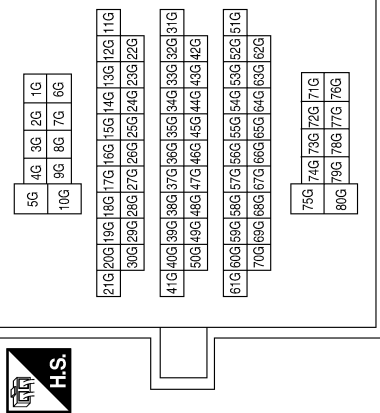 H.S.
5G 4G 3G 2G 1G
10G 9G 8G 7G 6G
21G 20G 19G 18G 17G 16G 15G 14G 13G 12G 11G
30G 29G 28G 27G 26G 25G 24G 23G 22G
41G 40G 39G 38G 37G 36G 35G 34G 33G 32G 31G
50G 49G 48G 47G 46G 45G 44G 43G 42G
61G 60G 59G 58G 57G 56G 55G 54G 53G 52G 51G
70G 69G 68G 67G 66G 65G 64G 63G 62G
75G 74G 73G 72G 71G
80G 79G 78G 77G 76G